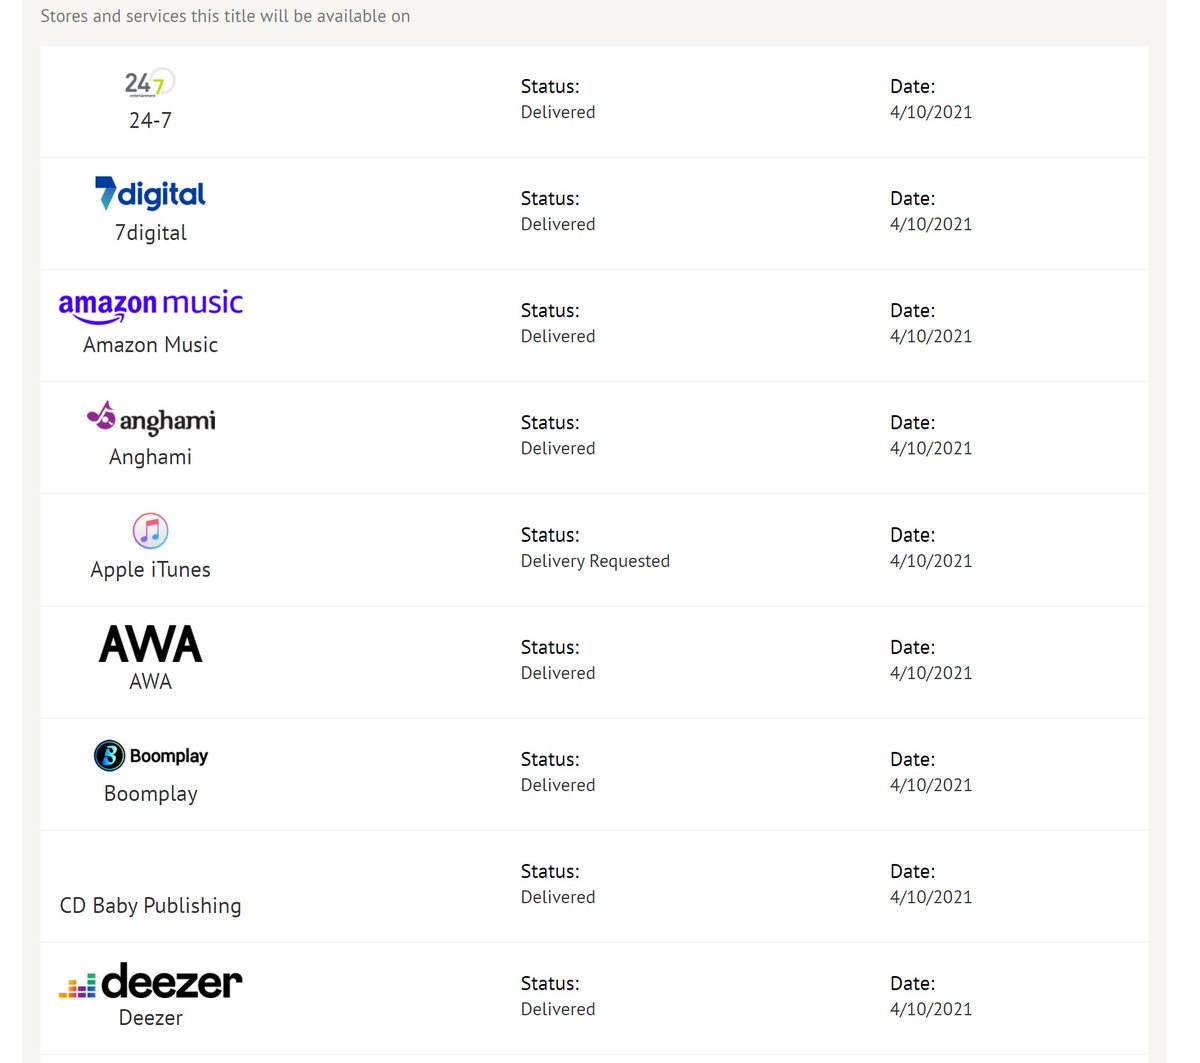 Stores and services this title will be available on
24 7
entertainment
24-7
Status:
Delivered
Date:
4/10/2021
7digital
7digital
Status:
Delivered
Date:
4/10/2021
amazon music
Amazon Music
Status:
Delivered
Date:
4/10/2021
anghami
Anghami
Status:
Delivered
Date:
4/10/2021
Apple iTunes
Status:
Delivery Requested
Date:
4/10/2021
AWA
AWA
Status:
Delivered
Date:
4/10/2021
B Boomplay
Boomplay
Status:
Delivered
Date:
4/10/2021
CD Baby Publishing
Status:
Delivered
Date:
4/10/2021
deezer
Deezer
Status:
Delivered
Date:
4/10/2021